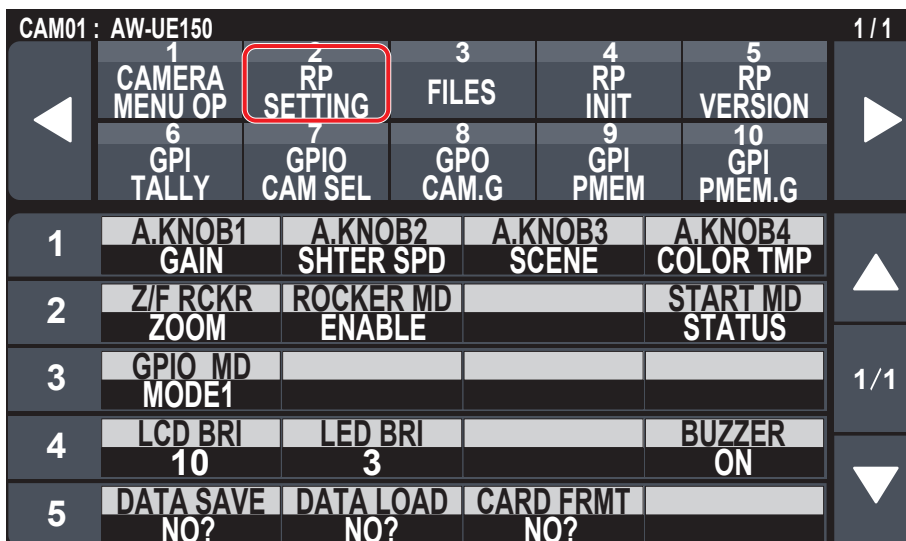 CAM01 : AW-UE150 1 / 1
1 2 3 4 5
CAMERA MENU OP RP SETTING FILES RP INIT RP VERSION
6 7 8 9 10
GPI TALLY GPIO CAM SEL GPO CAM.G GPI PMEM GPI PMEM.G
1 A.KNOB1 A.KNOB2 A.KNOB3 A.KNOB4
GAIN SHTER SPD SCENE COLOR TMP
2 Z/F RCKR ROCKER MD START MD
ZOOM ENABLE STATUS
3 GPIO MD 1/1
MODE1
4 LCD BRI LED BRI BUZZER
10 3 ON
5 DATA SAVE DATA LOAD CARD FRMT
NO? NO? NO?